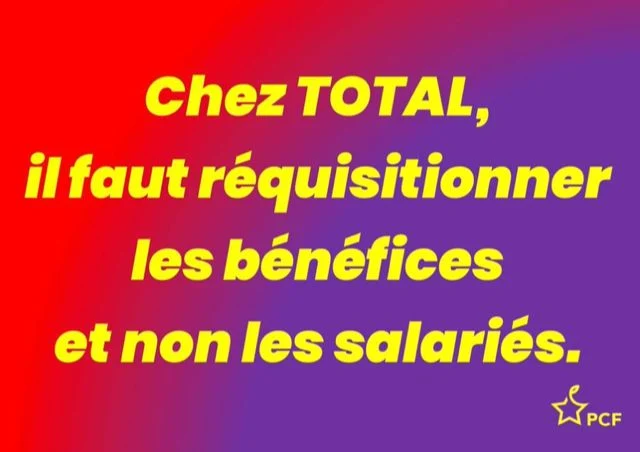 Chez TOTAL,
il faut réquisitionner
les bénéfices
et non les salariés.
PCF